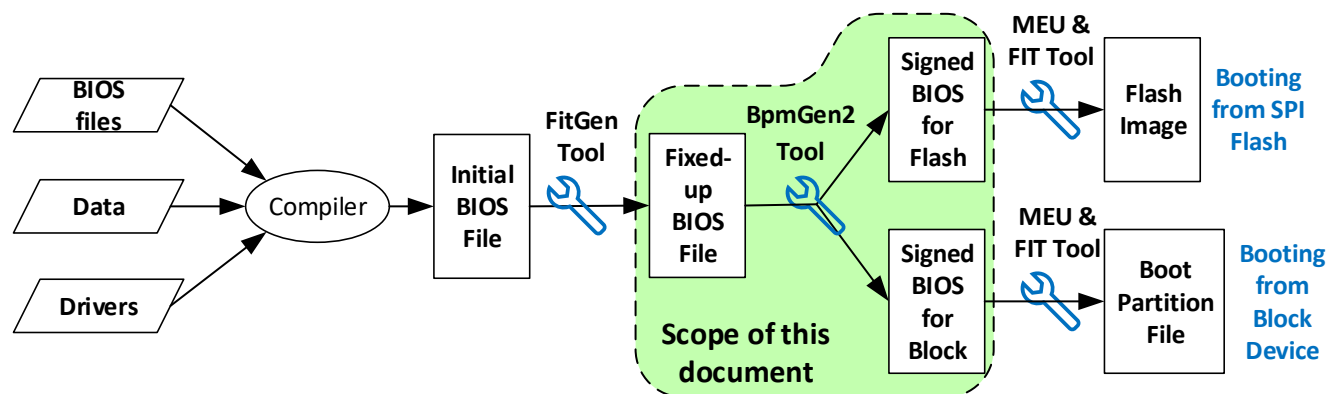 BIOS
files
Data
Drivers
Compiler
Initial
BIOS
File
FitGen
Tool
Fixed-
up
BIOS
File
BpmGen2
Tool
Signed
BIOS
for
Flash
Signed
BIOS
for
Block
Scope of this
document
MEU &
FIT Tool
Flash
Image
Booting
from SPI
Flash
MEU &
FIT Tool
Boot
Partition
File
Booting
from
Block
Device